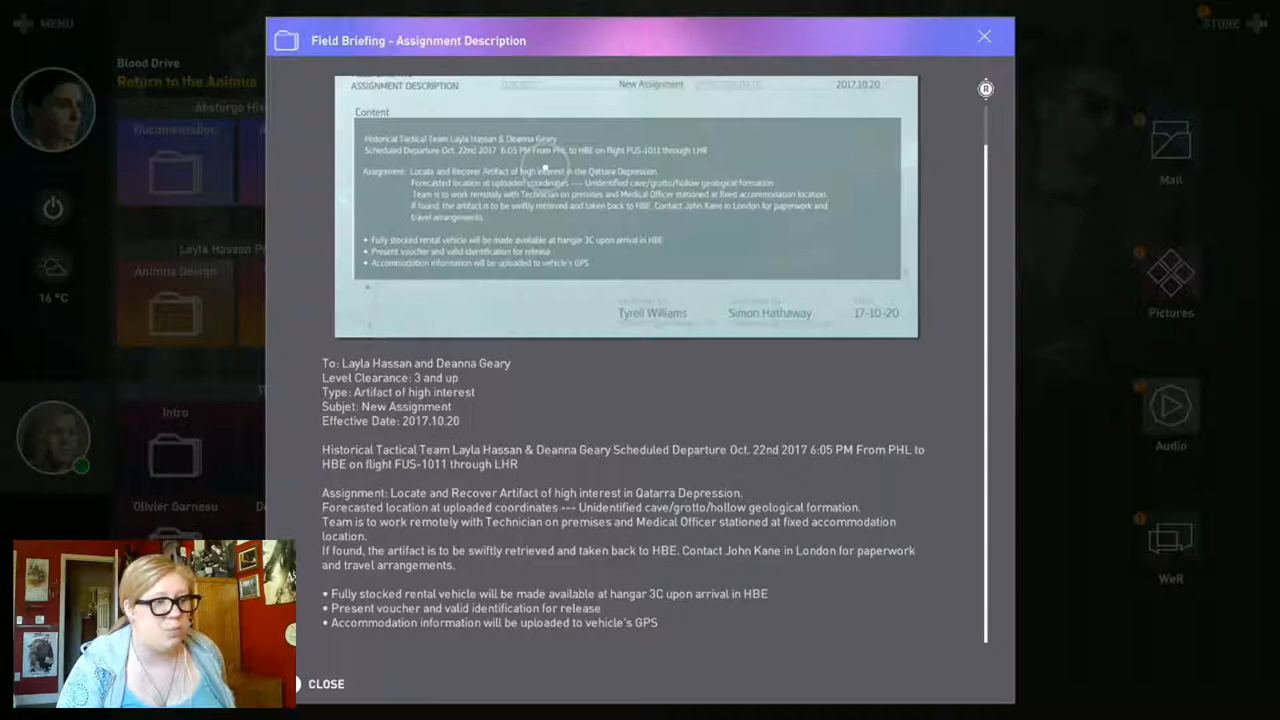 MENU
STORE
Blood Drive
Return to the Animus
Abstergo His
Documentation
Layla Hassan Pe
Animus Design
16 °C
Intro
Olivier Garneau
Field Briefing - Assignment Description
ASSIGNMENT DESCRIPTION
New Assignment
2017.10.20
Content
Historical Tactical Team Layla Hassan & Deanna Geary
Scheduled Departure Oct. 22nd 2017 6:05 PM From PHL to HBE on flight FUS-1011 through LHR
Assignment: Locate and Recover Artifact of high interest in the Qattara Depression.
Forecasted location at uploaded coordinates --- Unidentified cave/grotto/hollow geological formation
Team is to work remotely with Technician on premises and Medical Officer stationed at fixed accommodation location.
If found, the artifact is to be swiftly retrieved and taken back to HBE. Contact John Kane in London for paperwork and
travel arrangements.
• Fully stocked rental vehicle will be made available at hangar 3C upon arrival in HBE
• Present voucher and valid identification for release
• Accommodation information will be uploaded to vehicle's GPS
Tyrell Williams
Simon Hathaway
17-10-20
To: Layla Hassan and Deanna Geary
Level Clearance: 3 and up
Type: Artifact of high interest
Subjet: New Assignment
Effective Date: 2017.10.20
Historical Tactical Team Layla Hassan & Deanna Geary Scheduled Departure Oct. 22nd 2017 6:05 PM From PHL to
HBE on flight FUS-1011 through LHR
Assignment: Locate and Recover Artifact of high interest in Qatarra Depression.
Forecasted location at uploaded coordinates --- Unidentified cave/grotto/hollow geological formation.
Team is to work remotely with Technician on premises and Medical Officer stationed at fixed accommodation
location.
If found, the artifact is to be swiftly retrieved and taken back to HBE. Contact John Kane in London for paperwork
and travel arrangements.
• Fully stocked rental vehicle will be made available at hangar 3C upon arrival in HBE
• Present voucher and valid identification for release
• Accommodation information will be uploaded to vehicle's GPS
CLOSE
R
Mail
Pictures
Audio
WeR